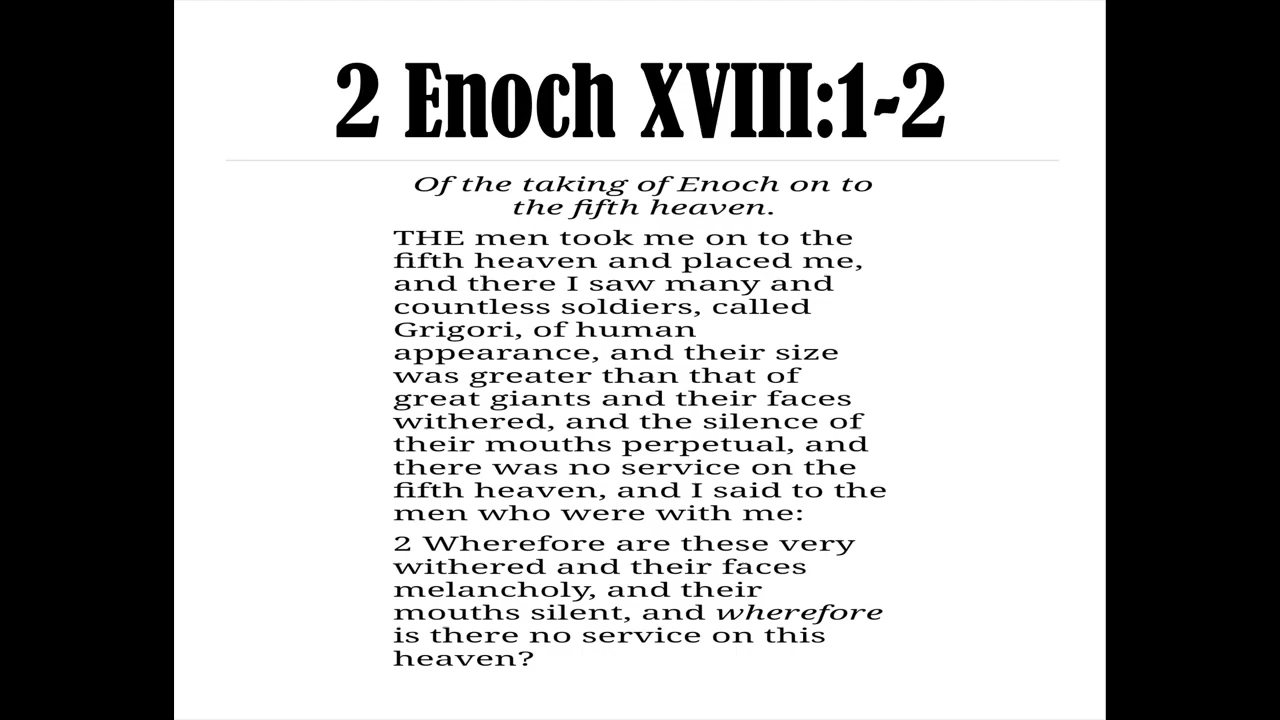 2 Enoch XVIII:1-2
Of the taking of Enoch on to
the fifth heaven.
THE men took me on to the
fifth heaven and placed me,
and there I saw many and
countless soldiers, called
Grigori, of human
appearance, and their size
was greater than that of
great giants and their faces
withered, and the silence of
their mouths perpetual, and
there was no service on the
fifth heaven, and I said to the
men who were with me:
2 Wherefore are these very
withered and their faces
melancholy, and their
mouths silent, and wherefore
is there no service on this
heaven?